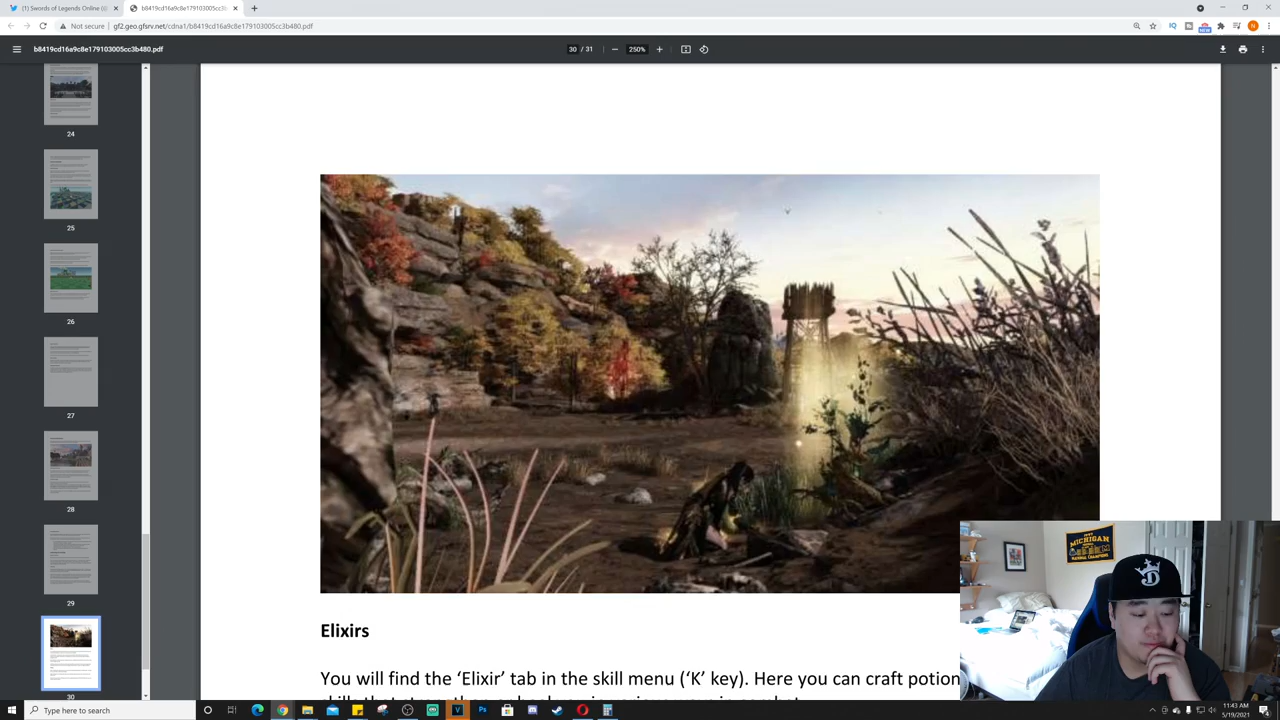 (1) Swords of Legends Online (!)
b8419cd16a9c8e179103005cc3b
Not secure
gf2.geo.gfsrv.net/cdna1/b8419cd16a9c8e179103005cc3b480.pdf
b8419cd16a9c8e179103005cc3b480.pdf
30 / 31
250%
24
25
26
27
28
29
30
MICHIGAN
Elixirs
You will find the ‘Elixir’ tab in the skill menu (‘K’ key). Here you can craft potion
Type here to search
11:43 AM
5/19/2021